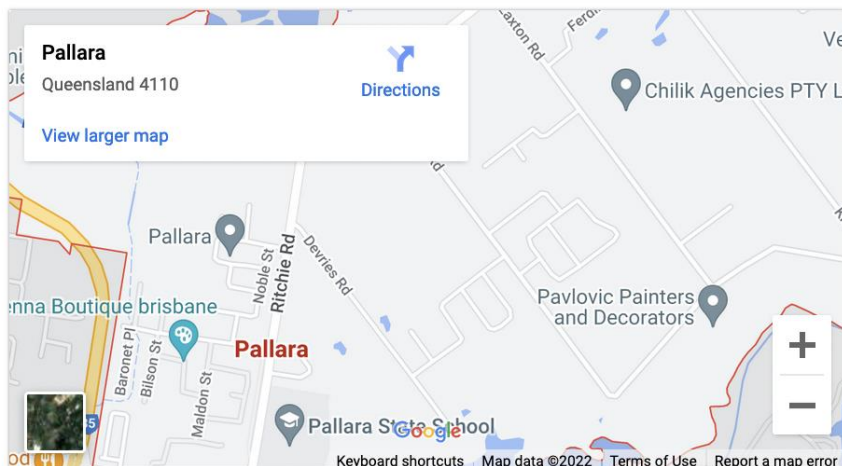 Pallara
Queensland 4110
Directions
View larger map
Chilik Agencies PTY L
Ve
Pallara
Noble St
Ritchie Rd
Devries Rd
enna Boutique brisbane
Baronet Pl
Bilson St
Maldon St
Pallara
Pavlovic Painters
and Decorators
Pallara State School
Google
Keyboard shortcuts
Map data ©2022
Terms of Use
Report a map error